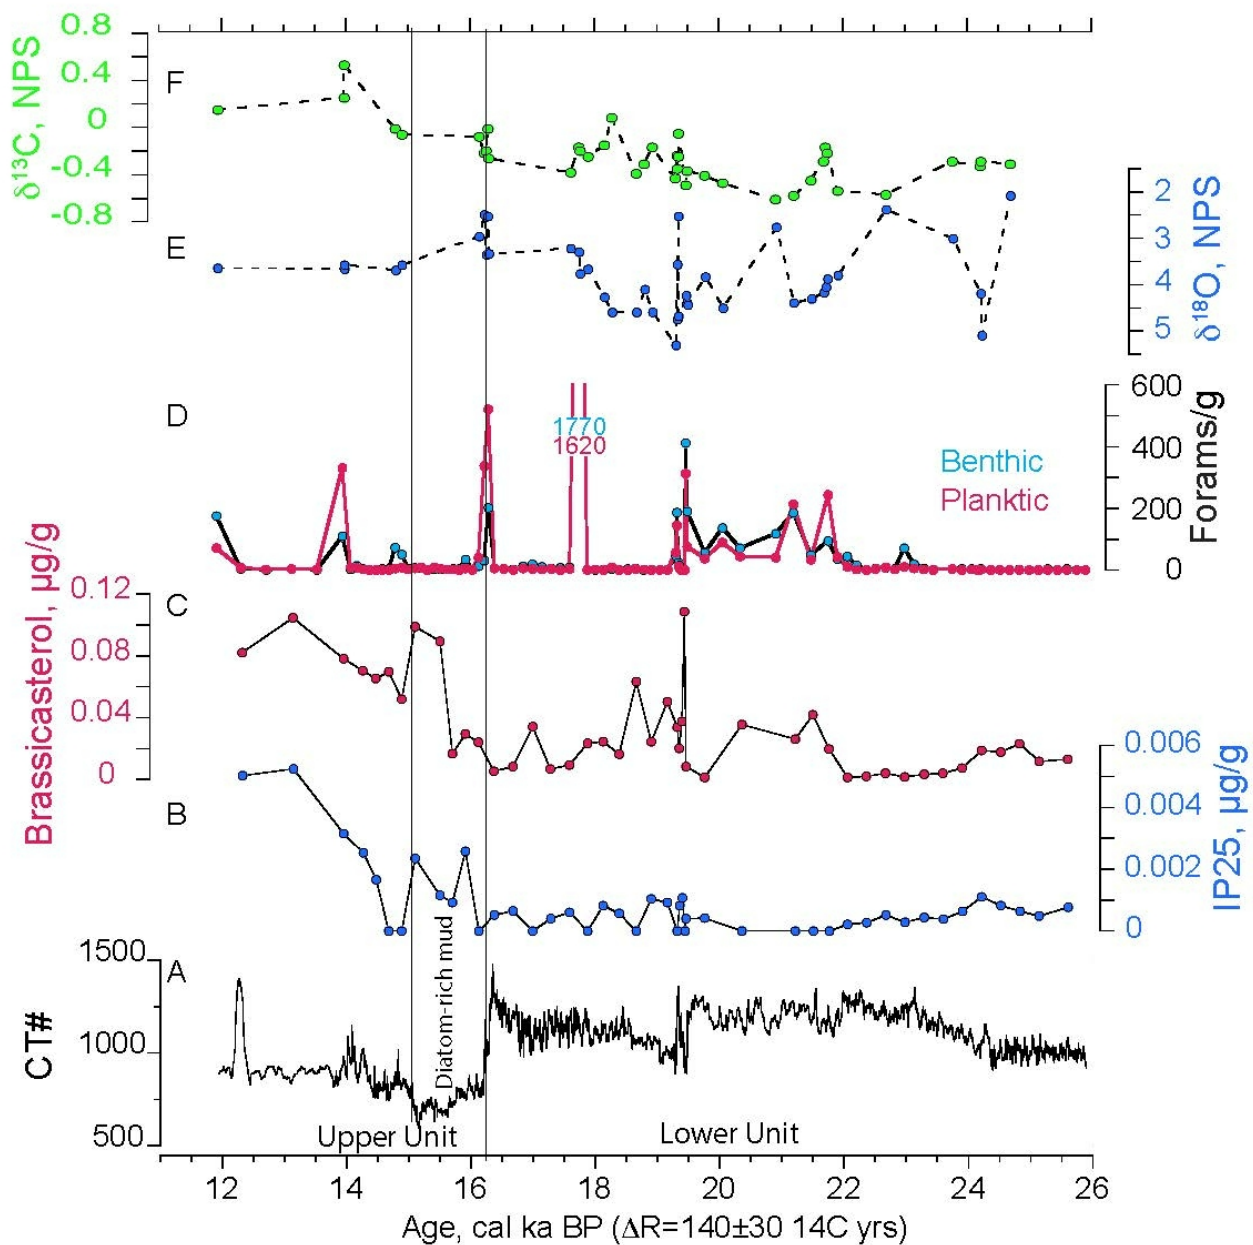 0.8
0.4
0
-0.4
-0.8
δ13C, NPS
F
2
3
4
5
δ18O, NPS
E
D
600
400
200
0
Forams/g
1770
1620
Benthic
Planktic
0.12
0.08
0.04
0
Brassicasterol, µg/g
C
0.006
0.004
0.002
0
IP25, µg/g
B
1500
1000
500
CT#
A
Diatom-rich mud
Upper Unit
Lower Unit
12 14 16 18 20 22 24 26
Age, cal ka BP (ΔR=140±30 14C yrs)